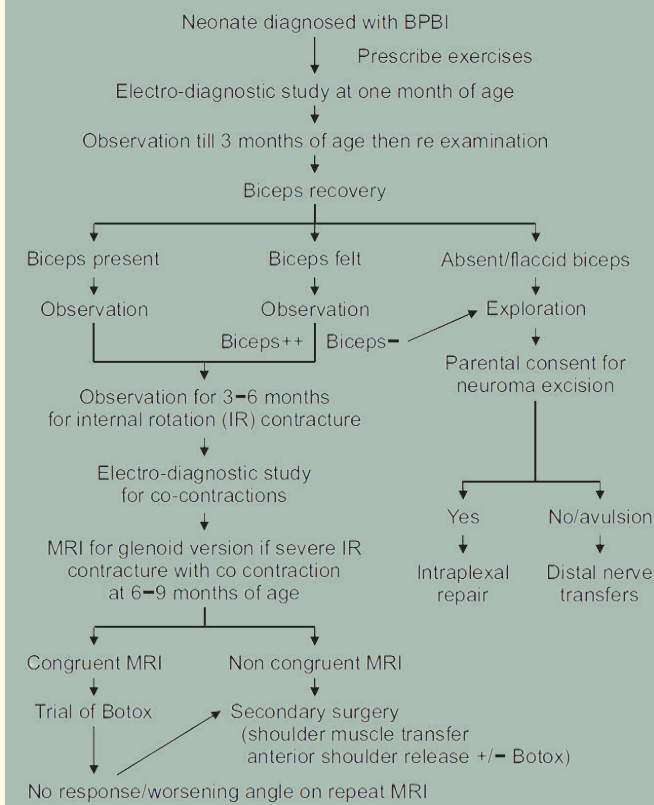 Neonate diagnosed with BPBI
Prescribe exercises
Electro-diagnostic study at one month of age
Observation till 3 months of age then re examination
Biceps recovery
Biceps present
Biceps felt
Absent/flaccid biceps
Observation
Observation
Exploration
Biceps++
Biceps−
Parental consent for
neuroma excision
Observation for 3−6 months
for internal rotation (IR) contracture
Electro-diagnostic study
for co-contractions
Yes
No/avulsion
MRI for glenoid version if severe IR
contracture with co contraction
at 6−9 months of age
Intraplexal
repair
Distal nerve
transfers
Congruent MRI
Non congruent MRI
Trial of Botox
Secondary surgery
(shoulder muscle transfer
anterior shoulder release +/− Botox)
No response/worsening angle on repeat MRI